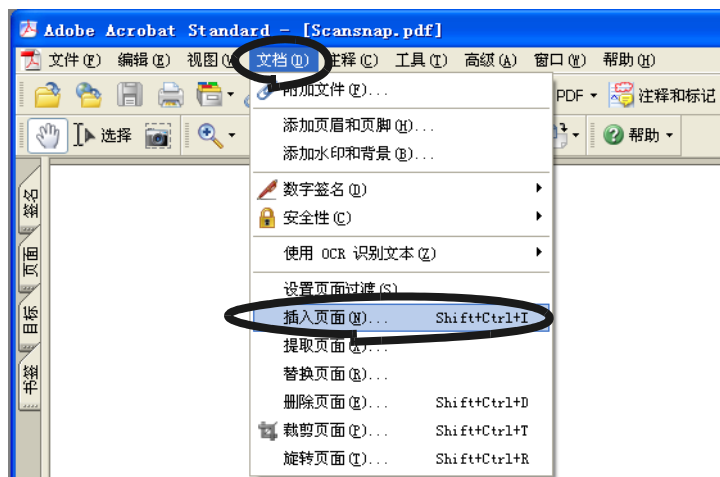 Adobe Acrobat Standard - [Scansnap.pdf]
文件(F) 编辑(E) 视图(V 文档(D) 注释(C) 工具(T) 高级(A) 窗口(W) 帮助(H)
PDF 注释和标记
选择 帮助
签名
页面
目标
书签
附加文件(F)...
添加页眉和页脚(H)...
添加水印和背景(B)...
数字签名(D)
安全性(C)
使用 OCR 识别文本(Z)
设置页面过渡(S)
插入页面(N)... Shift+Ctrl+I
提取页面(X)...
替换页面(R)...
删除页面(E)... Shift+Ctrl+D
裁剪页面(P)... Shift+Ctrl+T
旋转页面(T)... Shift+Ctrl+R